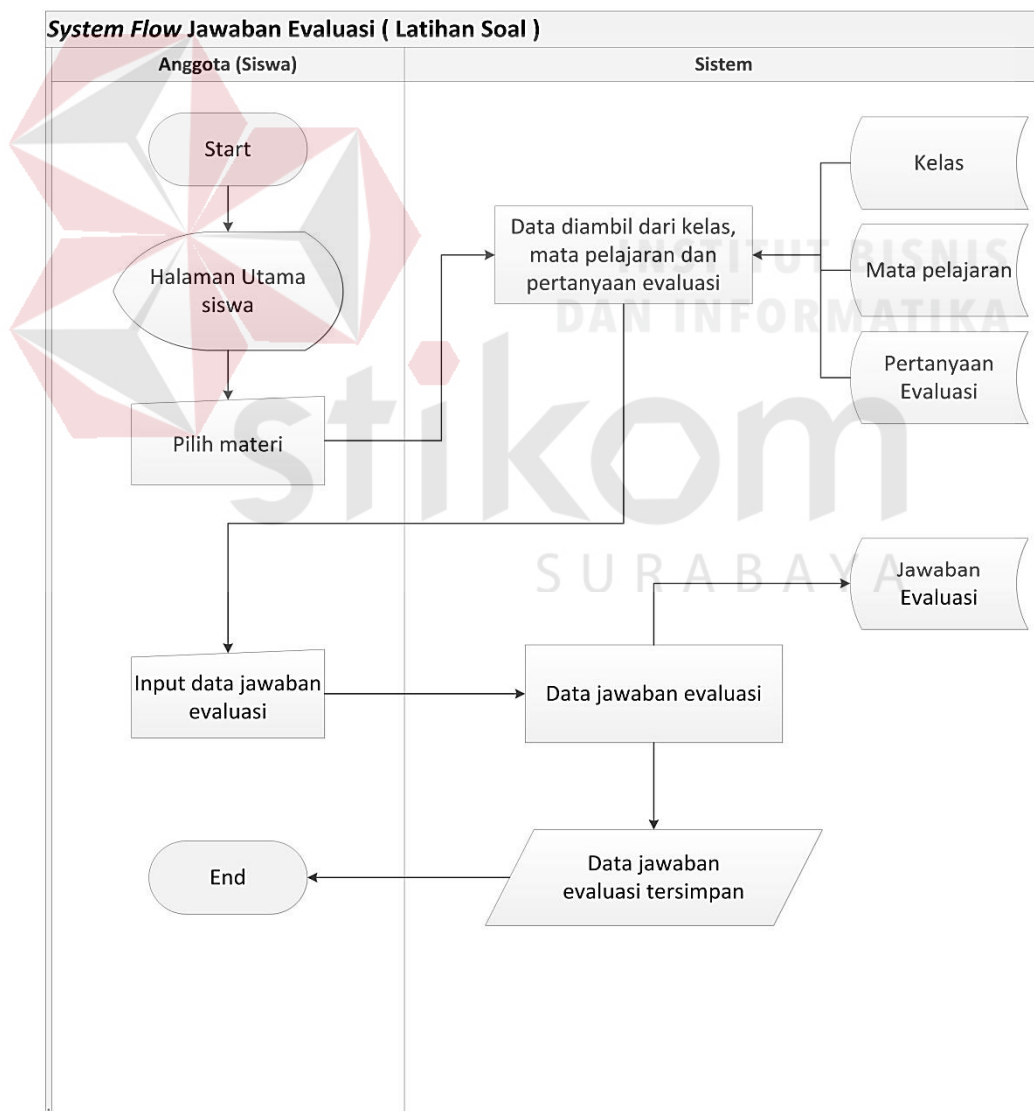 System Flow Jawaban Evaluasi ( Latihan Soal )
Anggota (Siswa)
Sistem
Start
Kelas
Data diambil dari kelas,
mata pelajaran dan
pertanyaan evaluasi
INSTITUT BISNIS
DAN INFORMATIKA
Halaman Utama
siswa
Mata pelajaran
Pertanyaan
Evaluasi
Pilih materi
stikom
SURABAYA
Jawaban
Evaluasi
Input data jawaban
evaluasi
Data jawaban evaluasi
Data jawaban
evaluasi tersimpan
End